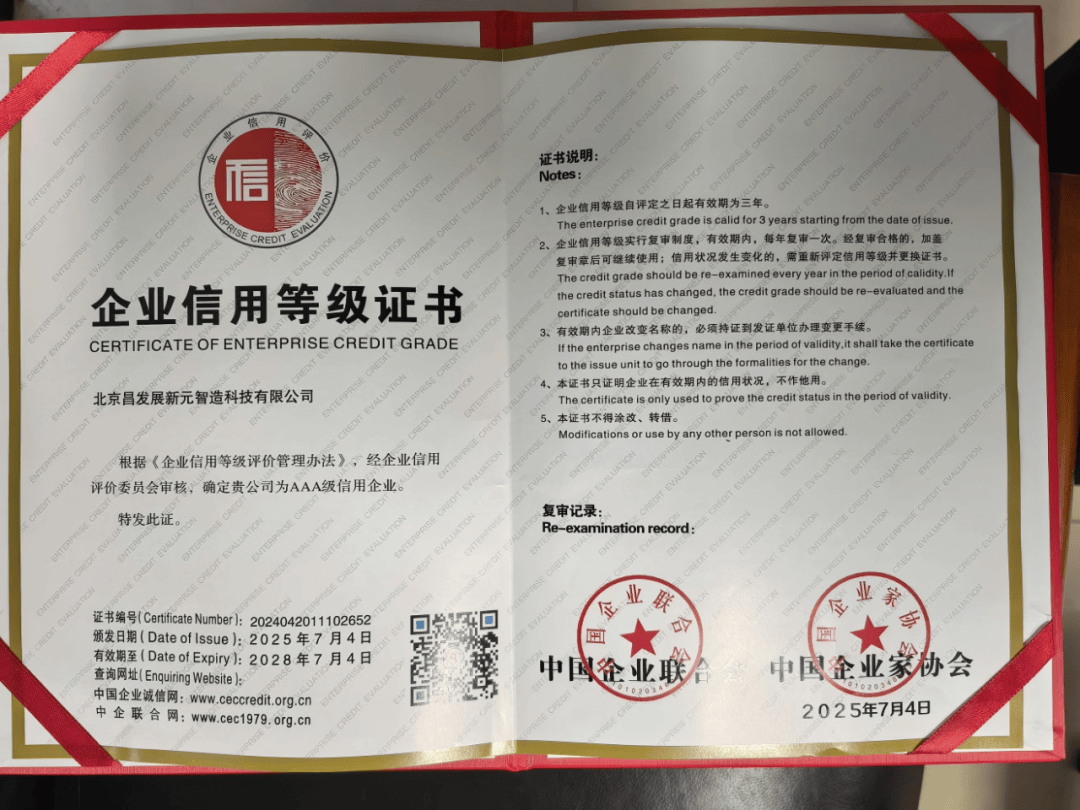 企业信用评价
信
ENTERPRISE CREDIT EVALUATION
企业信用等级证书
CERTIFICATE OF ENTERPRISE CREDIT GRADE
北京昌发展新元智造科技有限公司
根据《企业信用等级评价管理办法》，经企业信用
评价委员会审核，确定贵公司为AAA级信用企业。
特发此证。
证书编号(Certificate Number)：2024042011102652
颁发日期(Date of Issue)：2025年7月4日
有效期至(Date of Expiry)：2028年7月4日
查询网址(Enquiring Website)：
中国企业诚信网：www.ceccredit.org.cn
中企联合网：www.cec1979.org.cn
证书说明：
Notes：
1、企业信用等级自评定之日起有效期为三年。
The enterprise credit grade is calid for 3 years starting from the date of issue.
2、企业信用等级实行复审制度，有效期内，每年复审一次。经复审合格的，加盖
复审章后可继续使用；信用状况发生变化的，需重新评定信用等级并更换证书。
The credit grade should be re-examined every year in the period of calidity.If
the credit status has changed, the credit grade should be re-evaluated and the
certificate should be changed.
3、有效期内企业改变名称的，必须持证到发证单位办理变更手续。
If the enterprise changes name in the period of validity,it shall take the certificate
to the issue unit to go through the formalities for the change.
4、本证书只证明企业在有效期内的信用状况，不作他用。
The certificate is only used to prove the credit status in the period of validity.
5、本证书不得涂改、转借。
Modifications or use by any other person is not allowed.
复审记录：
Re-examination record：
中国企业联合会
中国企业家协会
中国企业联合会
中国企业家协会
2025年7月4日